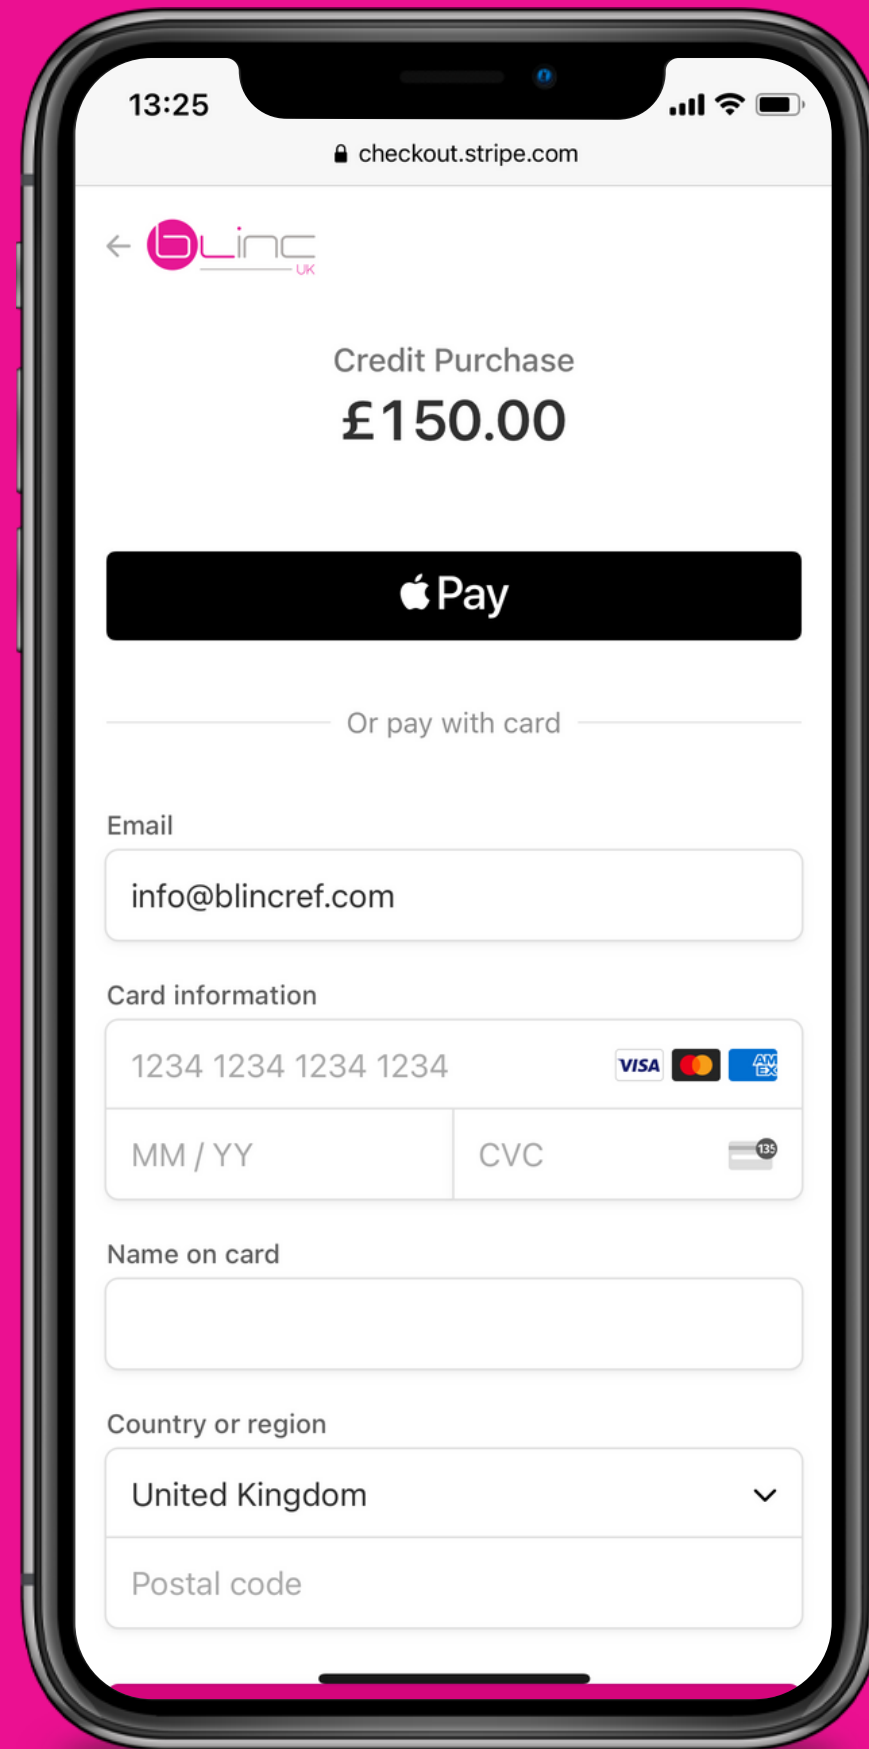 13:25
checkout.stripe.com
blinc
UK
Credit Purchase
£150.00
Pay
Or pay with card
Email
info@blincref.com
Card information
1234 1234 1234 1234
VISA
AM
EX
MM / YY
CVC
135
Name on card
Country or region
United Kingdom
Postal code